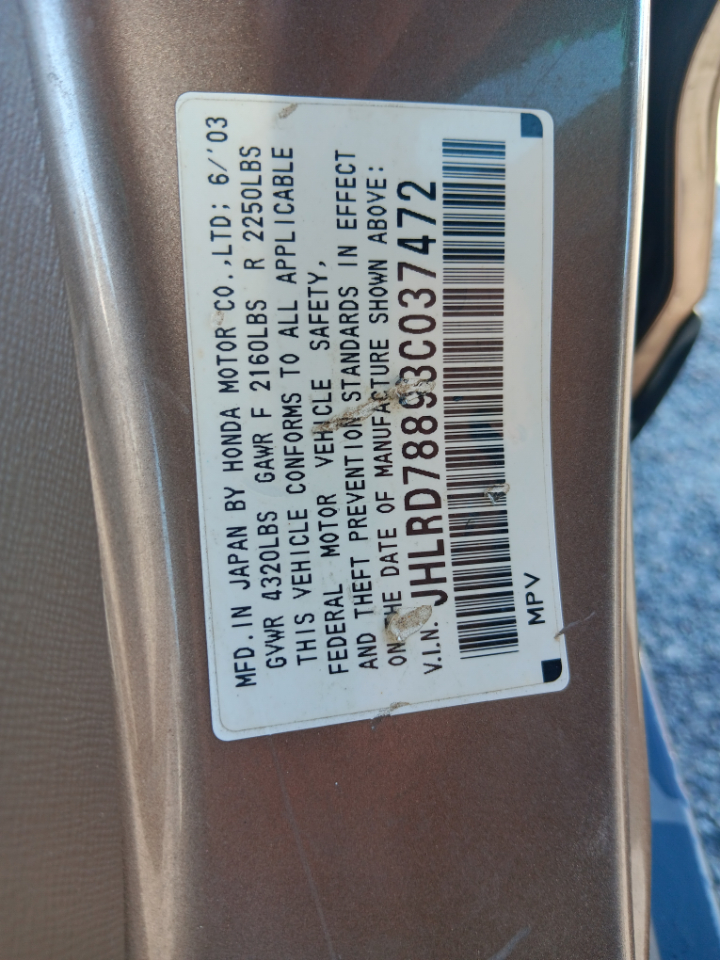 MFD. IN JAPAN BY HONDA MOTOR CO.,LTD; 6/'03
GVWR 4320LBS GAWR F 2160LBS R 2250LBS
THIS VEHICLE CONFORMS TO ALL APPLICABLE
FEDERAL MOTOR VEHICLE SAFETY,
AND THEFT PREVENTION STANDARDS IN EFFECT
ON THE DATE OF MANUFACTURE SHOWN ABOVE:
V.I.N. JHLRD78893C037472
MPV